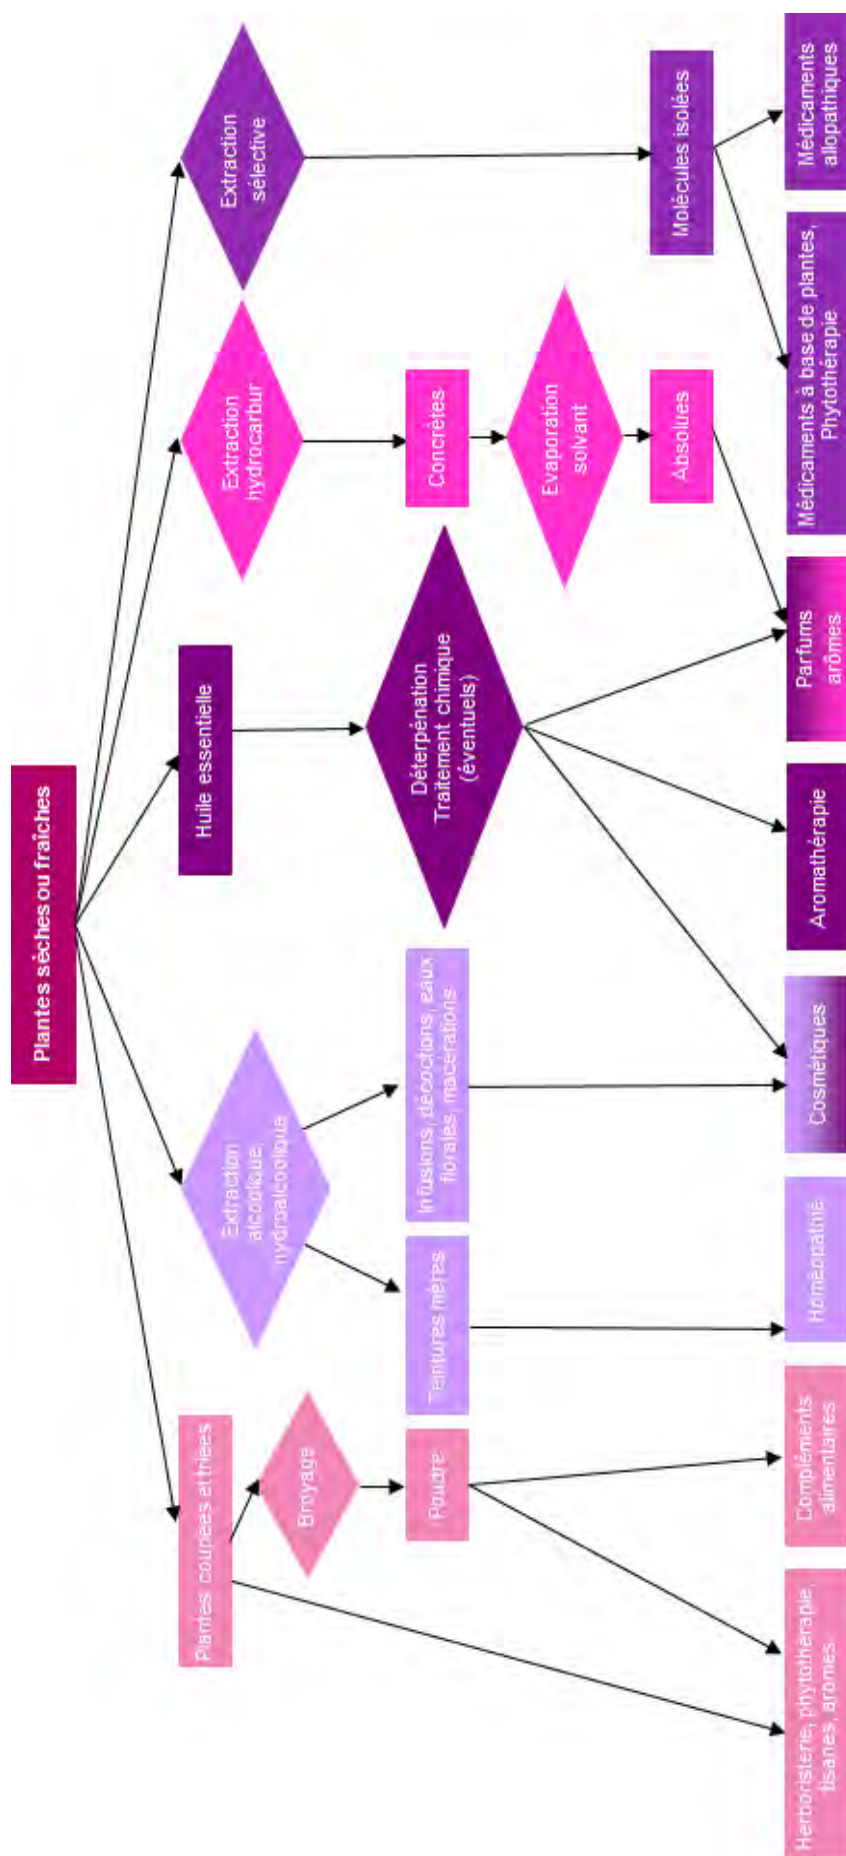 Plantes sèches ou fraîches
Plantes coupées et triées
Extraction
alcoolique,
hydroalcoolique
Huile essentielle
Extraction
hydrocarbur
Extraction
sélective
Broyage
Poudre
Teintures mères
Infusions, décoctions, eaux
florales, macérations
Déterpénation
Traitement chimique
(éventuels)
Concrètes
Evaporation
solvant
Absolues
Molécules isolées
Herboristerie, phytothérapie,
tisanes, arômes
Compléments
alimentaires
Homéopathie
Cosmétiques
Aromathérapie
Parfums
arômes
Médicaments à base de plantes,
Phytothérapie
Médicaments
allopathiques